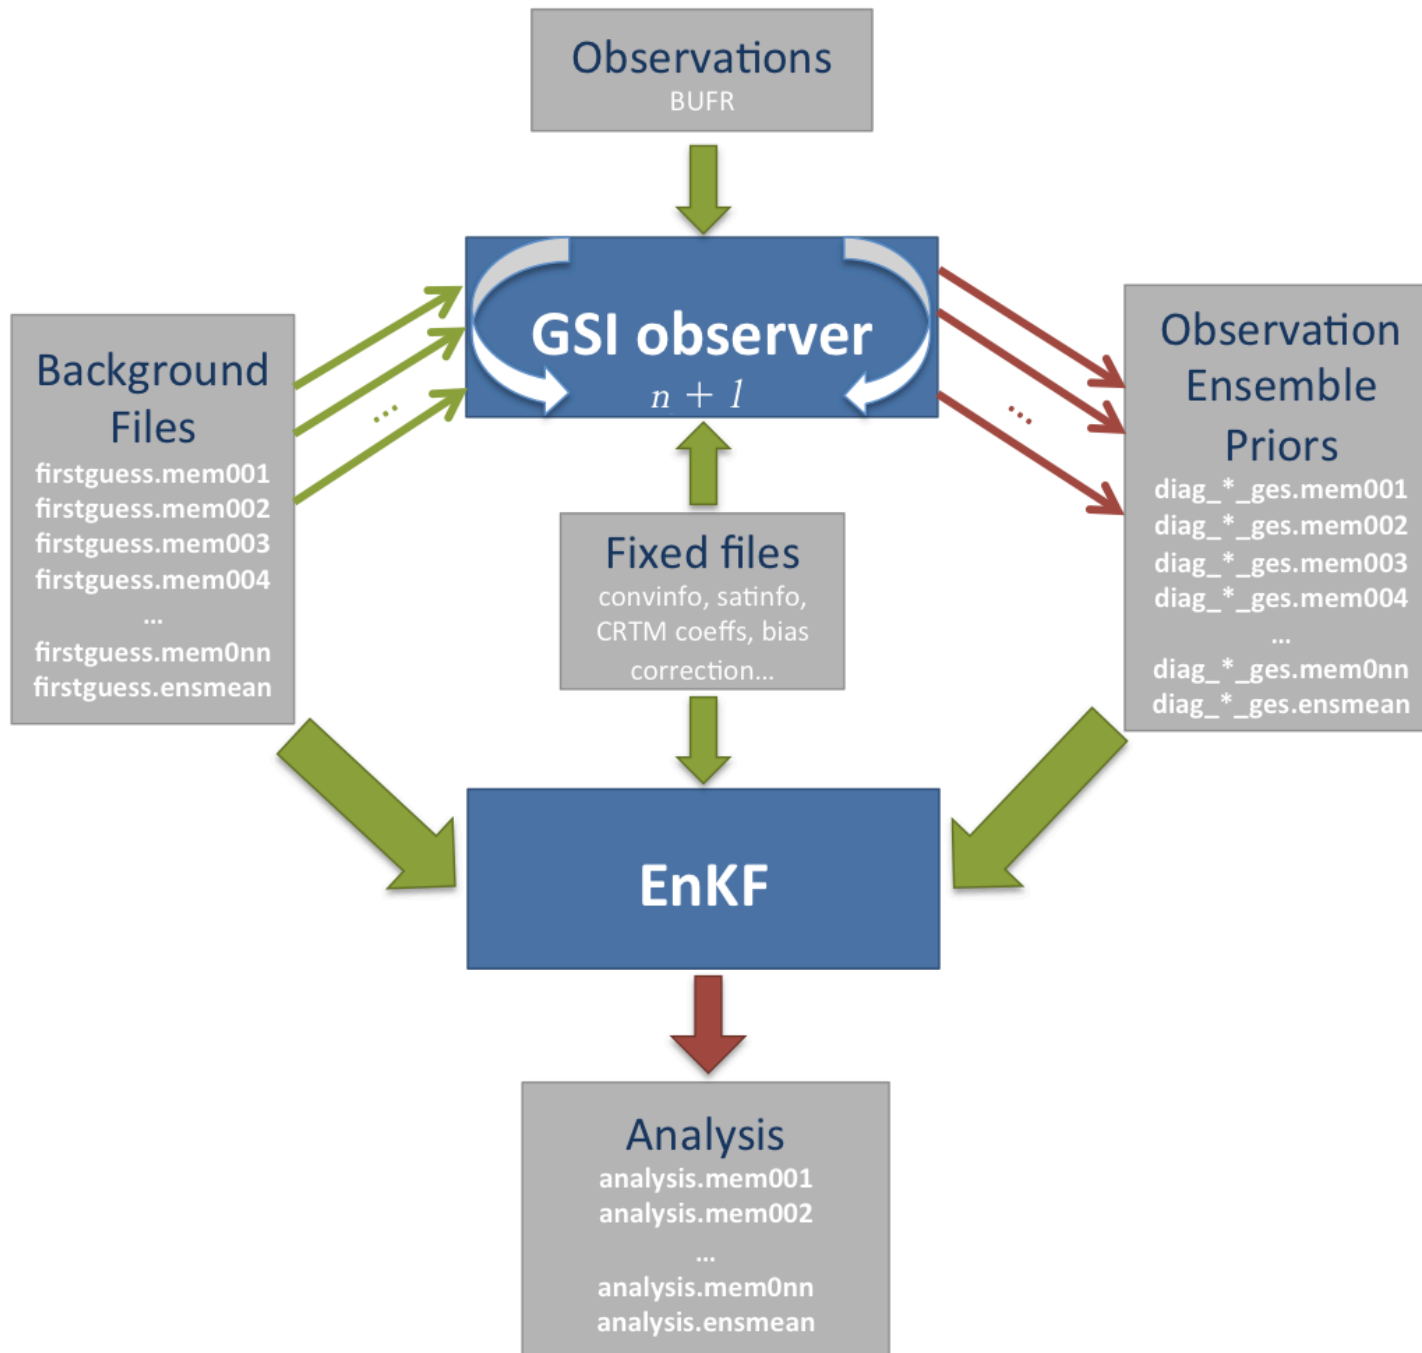 Observations
BUFR
GSI observer
n + 1
Background
Files
firstguess.mem001
firstguess.mem002
firstguess.mem003
firstguess.mem004
...
firstguess.mem0nn
firstguess.ensmean
...
...
Observation
Ensemble
Priors
diag_*_ges.mem001
diag_*_ges.mem002
diag_*_ges.mem003
diag_*_ges.mem004
...
diag_*_ges.mem0nn
diag_*_ges.ensmean
Fixed files
convinfo, satinfo,
CRTM coeffs, bias
correction...
EnKF
Analysis
analysis.mem001
analysis.mem002
...
analysis.mem0nn
analysis.ensmean